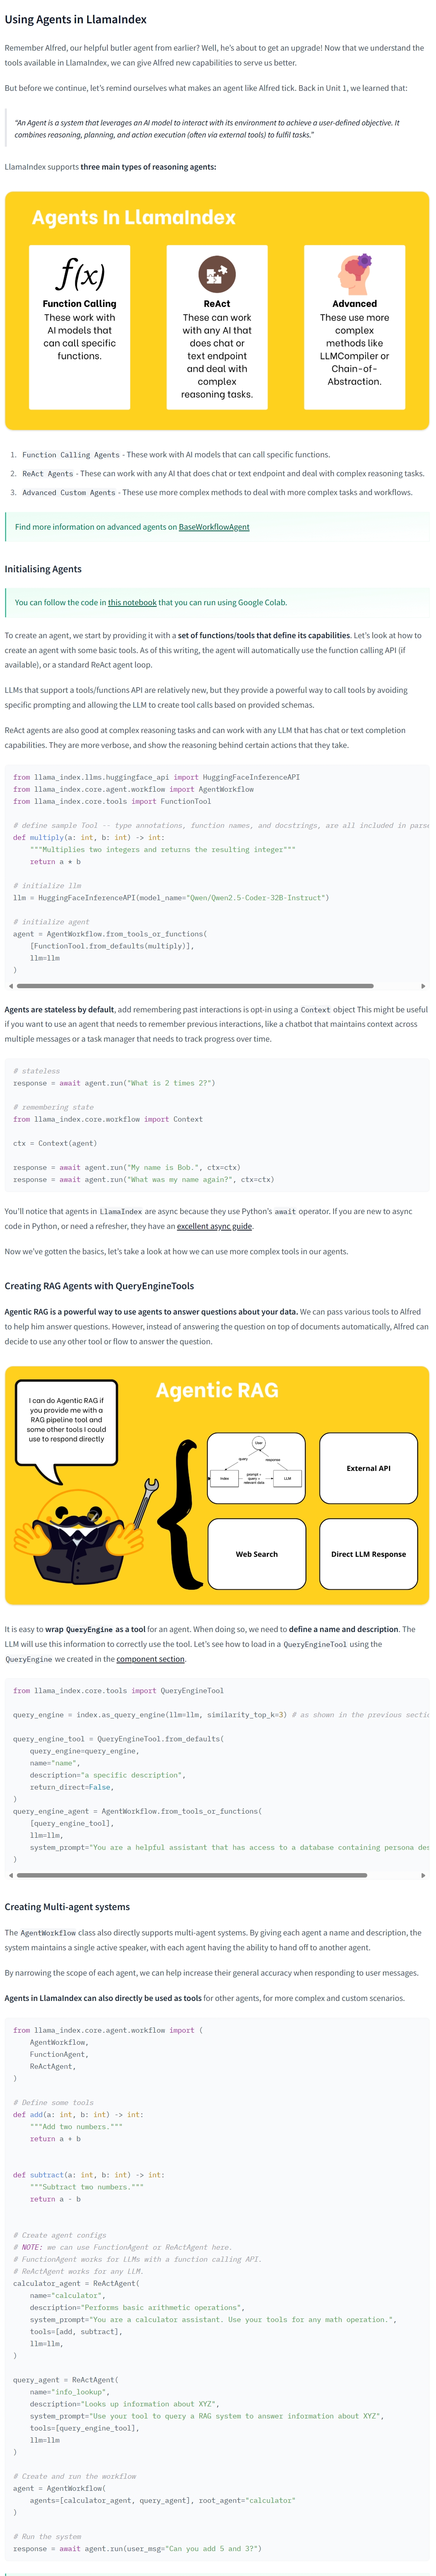 Using Agents in LlamaIndex
Remember Alfred, our helpful butler agent from earlier? Well, he's about to get an upgrade! Now that we understand the
tools available in LlamaIndex, we can give Alfred new capabilities to serve us better.
But before we continue, let's remind ourselves what makes an agent like Alfred tick. Back in Unit 1, we learned that:
"An Agent is a system that leverages an AI model to interact with its environment to achieve a user-defined objective. It
combines reasoning, planning, and action execution (often via external tools) to fulfil tasks."
LlamaIndex supports three main types of reasoning agents:
Agents In LlamaIndex
f(x)
Function Calling
These work with
AI models that
can call specific
functions.
ReAct
These can work
with any AI that
does chat or
text endpoint
and deal with
complex
reasoning tasks.
Advanced
These use more
complex
methods like
LLMCompiler or
Chain-of-
Abstraction.
1. Function Calling Agents - These work with AI models that can call specific functions.
2. ReAct Agents - These can work with any AI that does chat or text endpoint and deal with complex reasoning tasks.
3. Advanced Custom Agents - These use more complex methods to deal with more complex tasks and workflows.
Find more information on advanced agents on BaseWorkflowAgent
Initialising Agents
You can follow the code in this notebook that you can run using Google Colab.
To create an agent, we start by providing it with a set of functions/tools that define its capabilities. Let's look at how to
create an agent with some basic tools. As of this writing, the agent will automatically use the function calling API (if
available), or a standard ReAct agent loop.
LLMs that support a tools/functions API are relatively new, but they provide a powerful way to call tools by avoiding
specific prompting and allowing the LLM to create tool calls based on provided schemas.
ReAct agents are also good at complex reasoning tasks and can work with any LLM that has chat or text completion
capabilities. They are more verbose, and show the reasoning behind certain actions that they take.
from llama_index.llms.huggingface_api import HuggingFaceInferenceAPI
from llama_index.core.agent.workflow import AgentWorkflow
from llama_index.core.tools import FunctionTool
# define sample Tool -- type annotations, function names, and docstrings, are all included in parse
def multiply(a: int, b: int) -> int:
    """Multiplies two integers and returns the resulting integer"""
    return a * b
# initialize llm
llm = HuggingFaceInferenceAPI(model_name="Qwen/Qwen2.5-Coder-32B-Instruct")
# initialize agent
agent = AgentWorkflow.from_tools_or_functions(
    [FunctionTool.from_defaults(multiply)],
    llm=llm
)
Agents are stateless by default, add remembering past interactions is opt-in using a Context object This might be useful
if you want to use an agent that needs to remember previous interactions, like a chatbot that maintains context across
multiple messages or a task manager that needs to track progress over time.
# stateless
response = await agent.run("What is 2 times 2?")
# remembering state
from llama_index.core.workflow import Context
ctx = Context(agent)
response = await agent.run("My name is Bob.", ctx=ctx)
response = await agent.run("What was my name again?", ctx=ctx)
You'll notice that agents in LlamaIndex are async because they use Python's await operator. If you are new to async
code in Python, or need a refresher, they have an excellent async guide.
Now we've gotten the basics, let's take a look at how we can use more complex tools in our agents.
Creating RAG Agents with QueryEngineTools
Agentic RAG is a powerful way to use agents to answer questions about your data. We can pass various tools to Alfred
to help him answer questions. However, instead of answering the question on top of documents automatically, Alfred can
decide to use any other tool or flow to answer the question.
Agentic RAG
I can do Agentic RAG if
you provide me with a
RAG pipeline tool and
some other tools I could
use to respond directly
User
query
response
Index
prompt +
query +
relevant data
LLM
External API
Web Search
Direct LLM Response
It is easy to wrap QueryEngine as a tool for an agent. When doing so, we need to define a name and description. The
LLM will use this information to correctly use the tool. Let's see how to load in a QueryEngineTool using the
QueryEngine we created in the component section.
from llama_index.core.tools import QueryEngineTool
query_engine = index.as_query_engine(llm=llm, similarity_top_k=3) # as shown in the previous sectio
query_engine_tool = QueryEngineTool.from_defaults(
    query_engine=query_engine,
    name="name",
    description="a specific description",
    return_direct=False,
)
query_engine_agent = AgentWorkflow.from_tools_or_functions(
    [query_engine_tool],
    llm=llm,
    system_prompt="You are a helpful assistant that has access to a database containing persona des
)
Creating Multi-agent systems
The AgentWorkflow class also directly supports multi-agent systems. By giving each agent a name and description, the
system maintains a single active speaker, with each agent having the ability to hand off to another agent.
By narrowing the scope of each agent, we can help increase their general accuracy when responding to user messages.
Agents in LlamaIndex can also directly be used as tools for other agents, for more complex and custom scenarios.
from llama_index.core.agent.workflow import (
    AgentWorkflow,
    FunctionAgent,
    ReActAgent,
)
# Define some tools
def add(a: int, b: int) -> int:
    """Add two numbers."""
    return a + b
def subtract(a: int, b: int) -> int:
    """Subtract two numbers."""
    return a - b
# Create agent configs
# NOTE: we can use FunctionAgent or ReActAgent here.
# FunctionAgent works for LLMs with a function calling API.
# ReActAgent works for any LLM.
calculator_agent = ReActAgent(
    name="calculator",
    description="Performs basic arithmetic operations",
    system_prompt="You are a calculator assistant. Use your tools for any math operation.",
    tools=[add, subtract],
    llm=llm,
)
query_agent = ReActAgent(
    name="info_lookup",
    description="Looks up information about XYZ",
    system_prompt="Use your tool to query a RAG system to answer information about XYZ",
    tools=[query_engine_tool],
    llm=llm
)
# Create and run the workflow
agent = AgentWorkflow(
    agents=[calculator_agent, query_agent], root_agent="calculator"
)
# Run the system
response = await agent.run(user_msg="Can you add 5 and 3?")